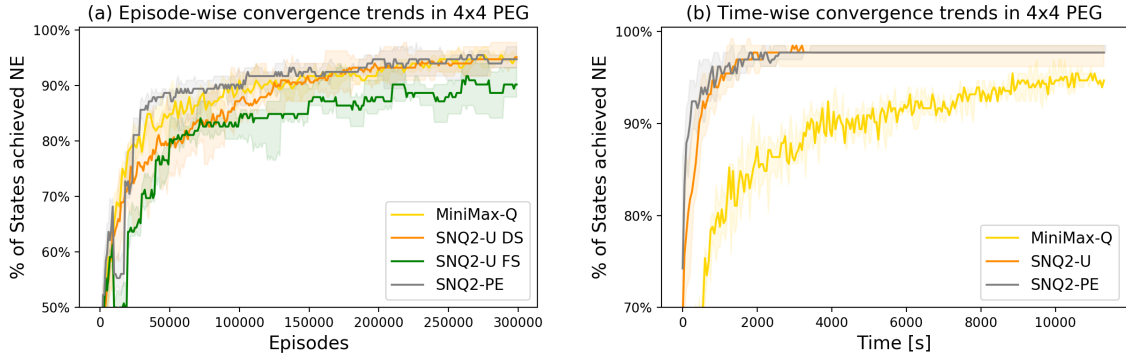 (a) Episode-wise convergence trends in 4x4 PEG
% of States achieved NE
100%
90%
80%
70%
60%
50%
0
50000
100000
150000
200000
250000
300000
Episodes
MiniMax-Q
SNQ2-U DS
SNQ2-U FS
SNQ2-PE
(b) Time-wise convergence trends in 4x4 PEG
% of States achieved NE
100%
90%
80%
70%
0
2000
4000
6000
8000
10000
Time [s]
MiniMax-Q
SNQ2-U
SNQ2-PE